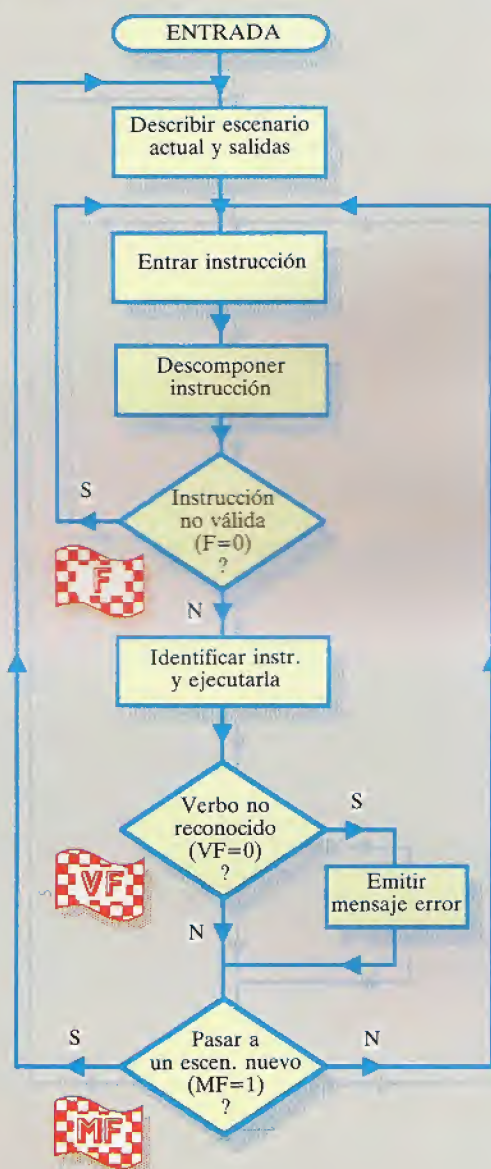 ENTRADA
Describir escenario
actual y salidas
Entrar instrucción
Descomponer
instrucción
S
Instrucción
no válida
(F=0)
?
F
N
Identificar instr.
y ejecutarla
Verbo no
reconocido
(VF=0)
?
S
VF
Emitir
mensaje error
N
S
Pasar a
un escen. nuevo
(MF=1)
?
N
MF